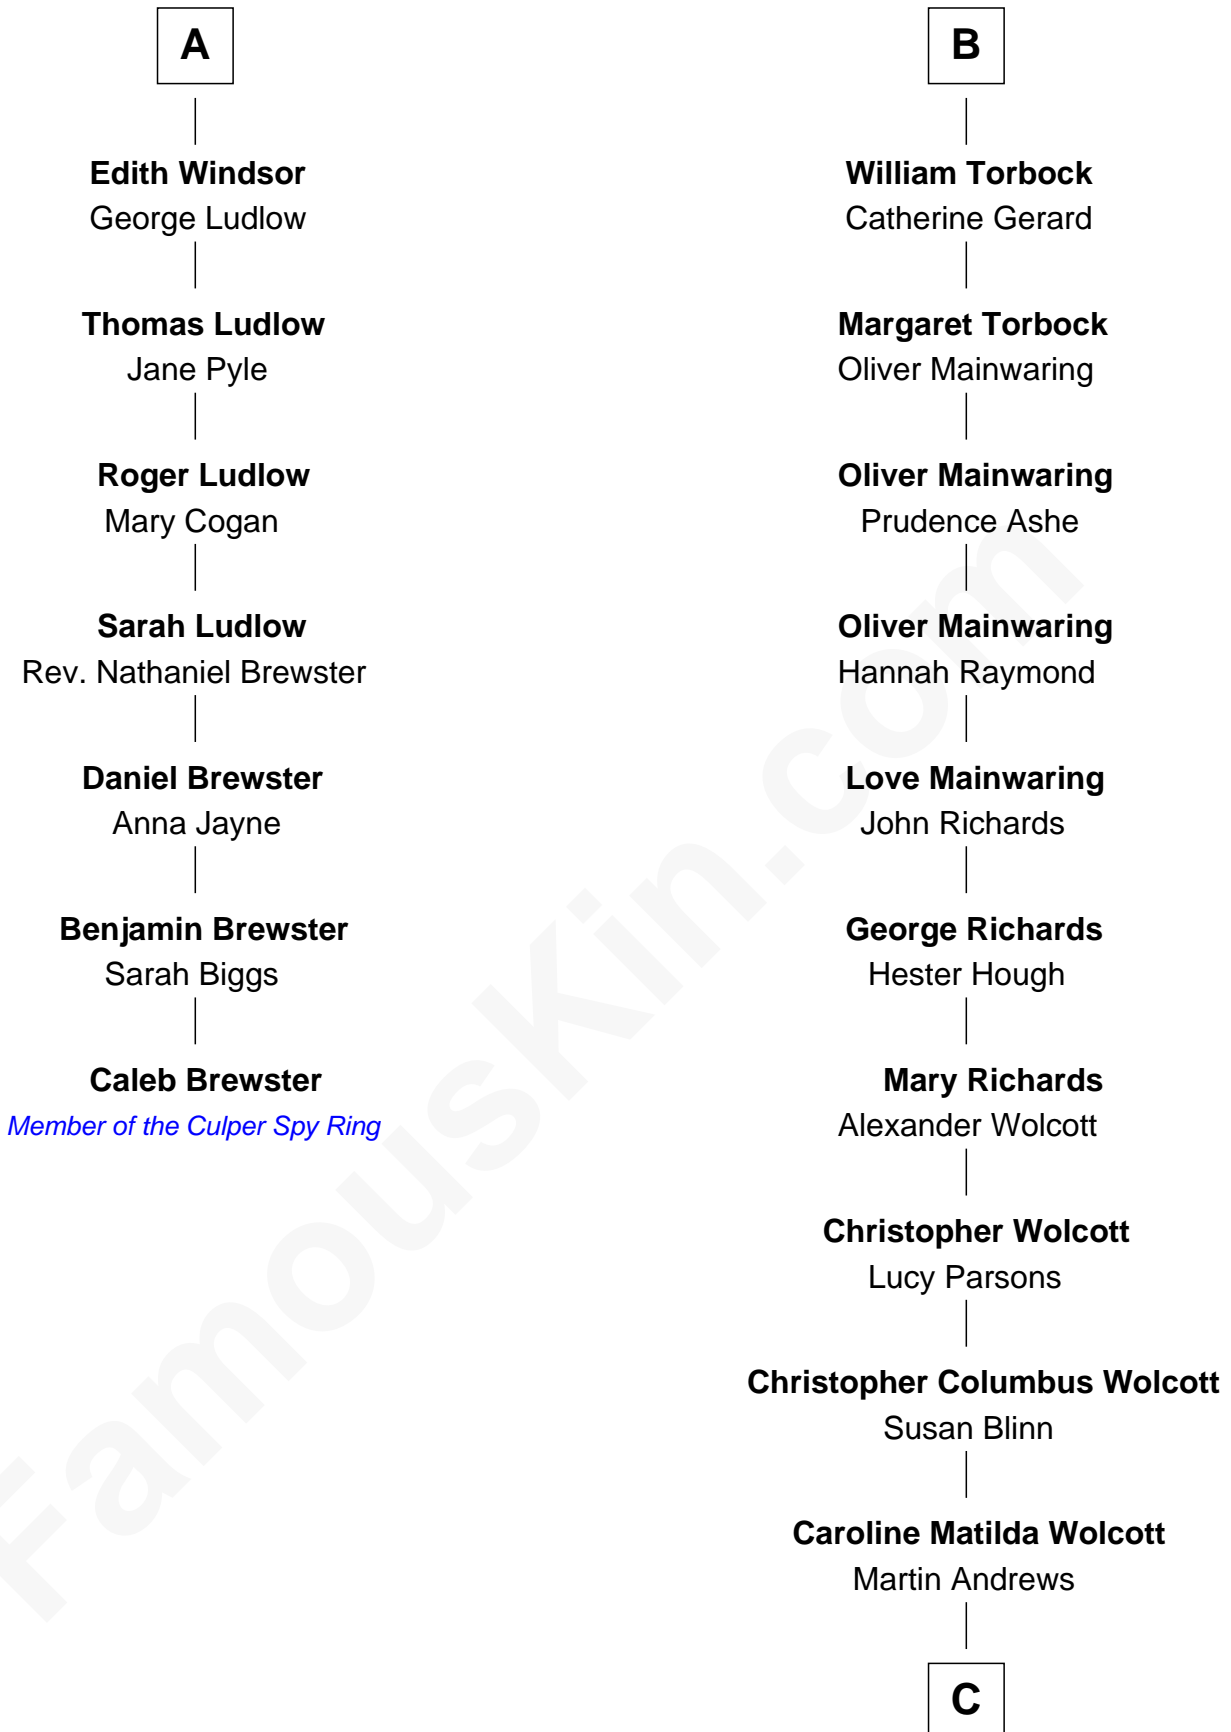 A
Edith Windsor
George Ludlow
Thomas Ludlow
Jane Pyle
Roger Ludlow
Mary Cogan
Sarah Ludlow
Rev. Nathaniel Brewster
Daniel Brewster
Anna Jayne
Benjamin Brewster
Sarah Biggs
Caleb Brewster
Member of the Culper Spy Ring
B
William Torbock
Catherine Gerard
Margaret Torbock
Oliver Mainwaring
Oliver Mainwaring
Prudence Ashe
Oliver Mainwaring
Hannah Raymond
Love Mainwaring
John Richards
George Richards
Hester Hough
Mary Richards
Alexander Wolcott
Christopher Wolcott
Lucy Parsons
Christopher Columbus Wolcott
Susan Blinn
Caroline Matilda Wolcott
Martin Andrews
C
FamousKin.com